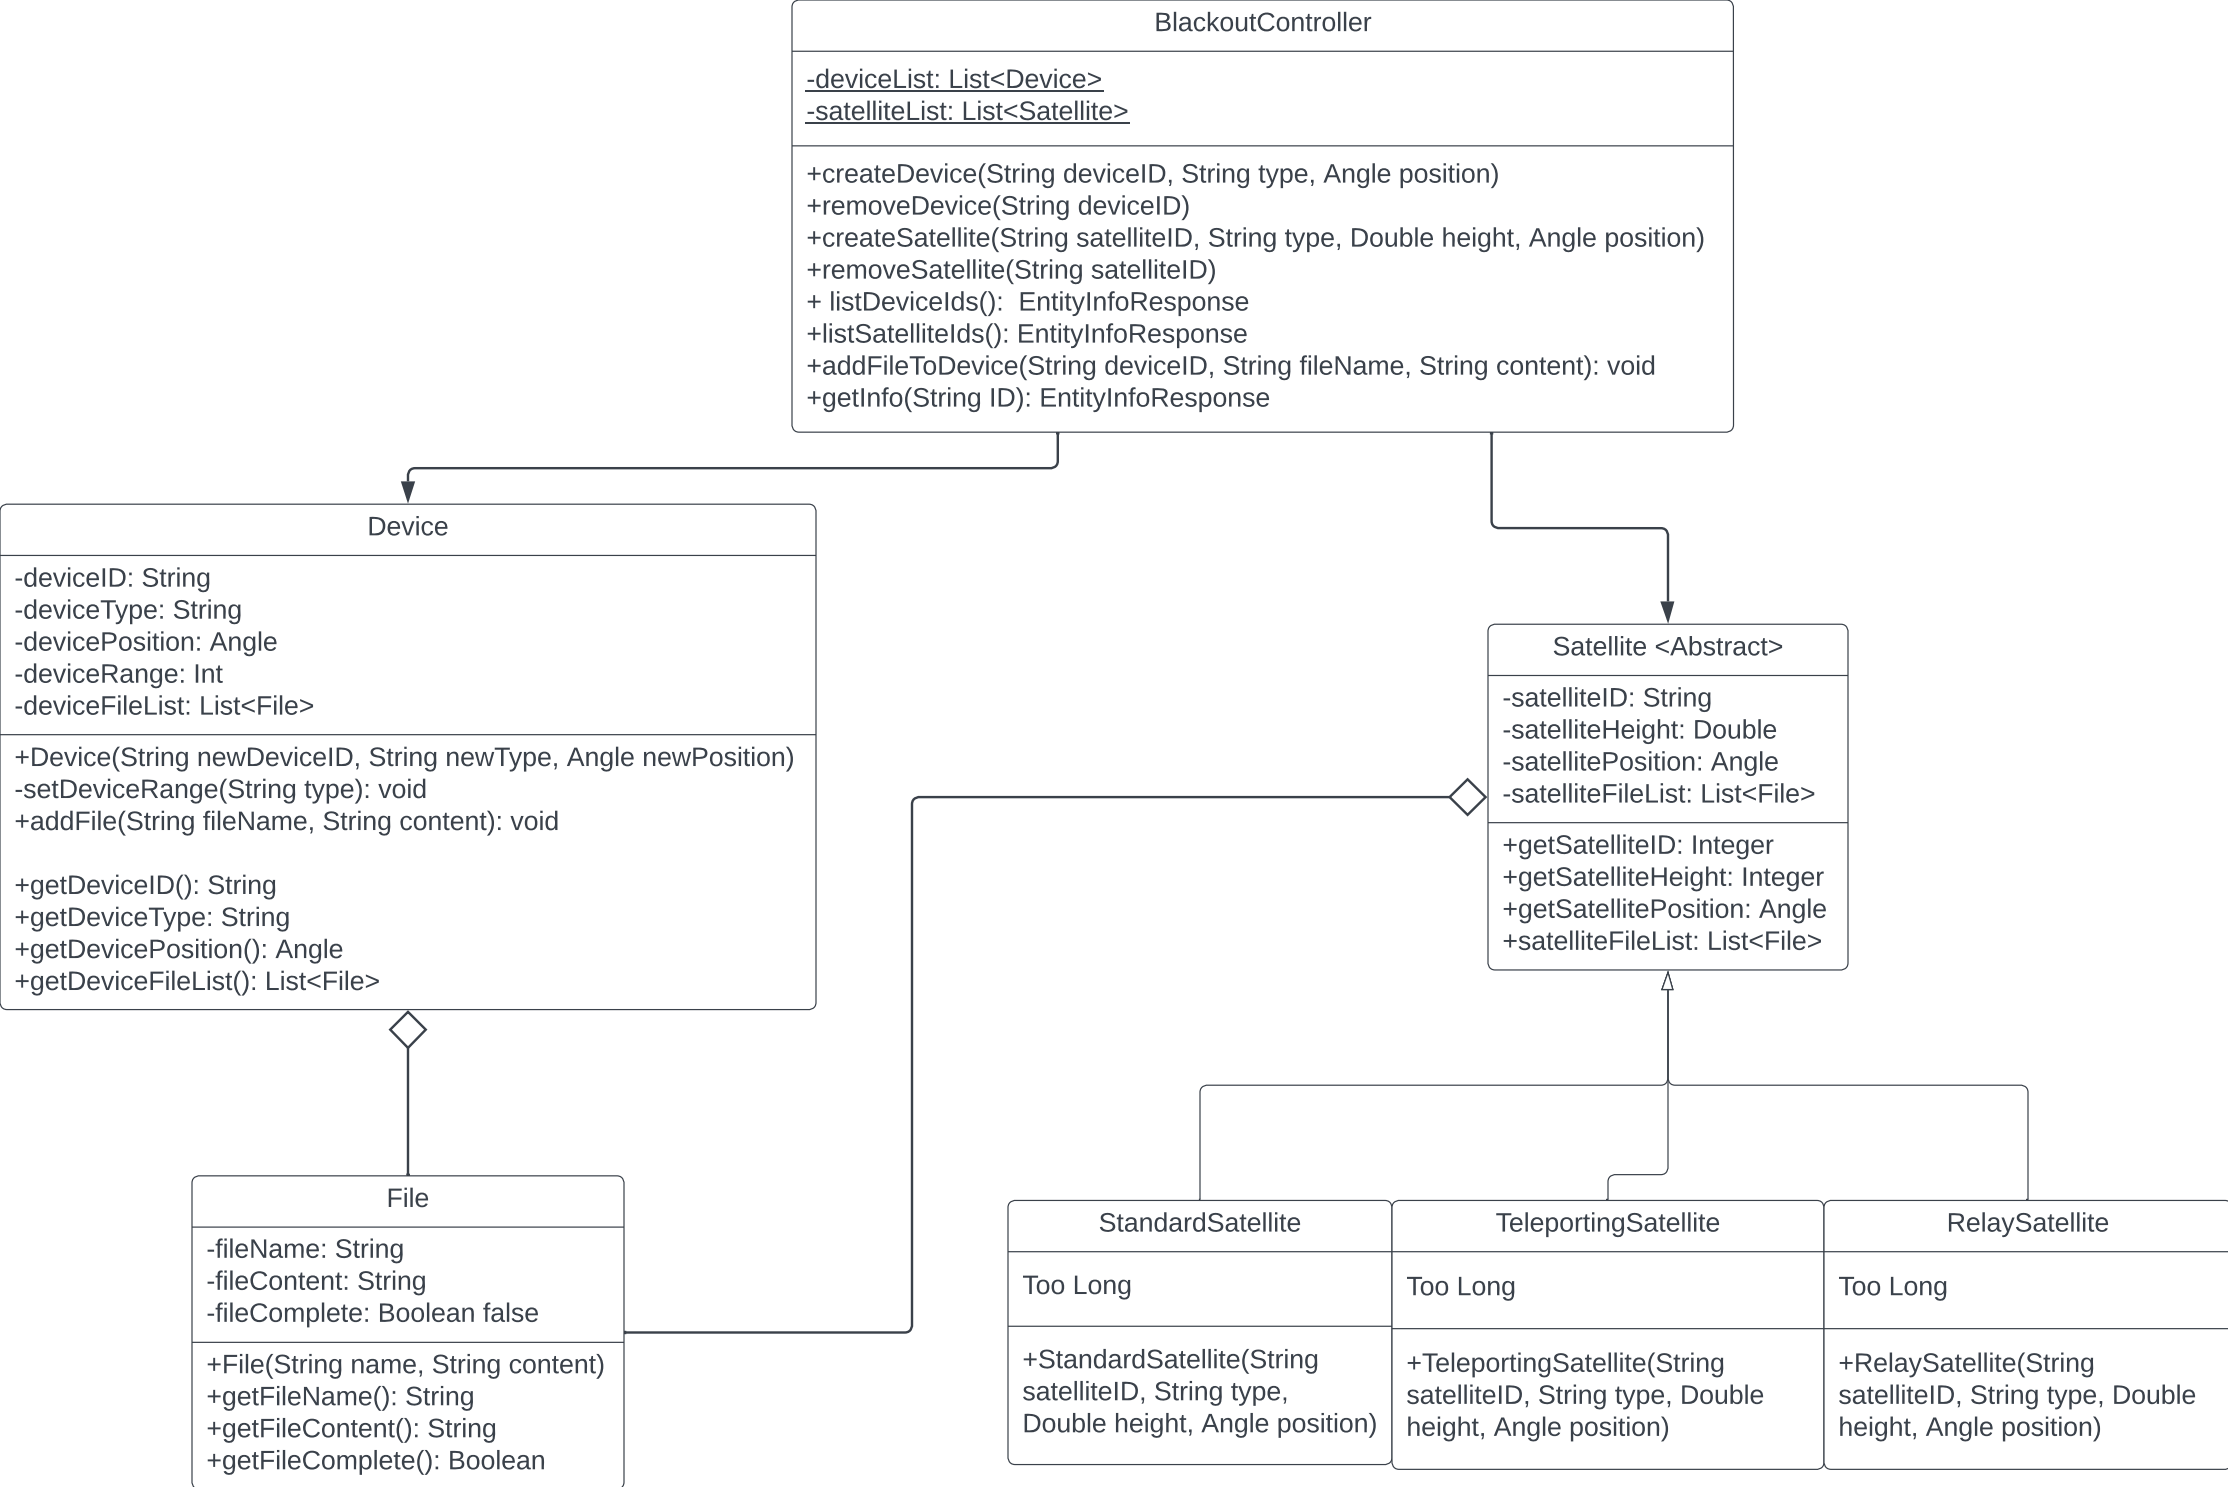 BlackoutController
-deviceList: List<Device>
-satelliteList: List<Satellite>
+createDevice(String deviceID, String type, Angle position)
+removeDevice(String deviceID)
+createSatellite(String satelliteID, String type, Double height, Angle position)
+removeSatellite(String satelliteID)
+ listDeviceIds():  EntityInfoResponse
+listSatelliteIds(): EntityInfoResponse
+addFileToDevice(String deviceID, String fileName, String content): void
+getInfo(String ID): EntityInfoResponse
Device
-deviceID: String
-deviceType: String
-devicePosition: Angle
-deviceRange: Int
-deviceFileList: List<File>
+Device(String newDeviceID, String newType, Angle newPosition)
-setDeviceRange(String type): void
+addFile(String fileName, String content): void
+getDeviceID(): String
+getDeviceType: String
+getDevicePosition(): Angle
+getDeviceFileList(): List<File>
Satellite <Abstract>
-satelliteID: String
-satelliteHeight: Double
-satellitePosition: Angle
-satelliteFileList: List<File>
+getSatelliteID: Integer
+getSatelliteHeight: Integer
+getSatellitePosition: Angle
+satelliteFileList: List<File>
File
-fileName: String
-fileContent: String
-fileComplete: Boolean false
+File(String name, String content)
+getFileName(): String
+getFileContent(): String
+getFileComplete(): Boolean
StandardSatellite
Too Long
+StandardSatellite(String
satelliteID, String type,
Double height, Angle position)
TeleportingSatellite
Too Long
+TeleportingSatellite(String
satelliteID, String type, Double
height, Angle position)
RelaySatellite
Too Long
+RelaySatellite(String
satelliteID, String type, Double
height, Angle position)